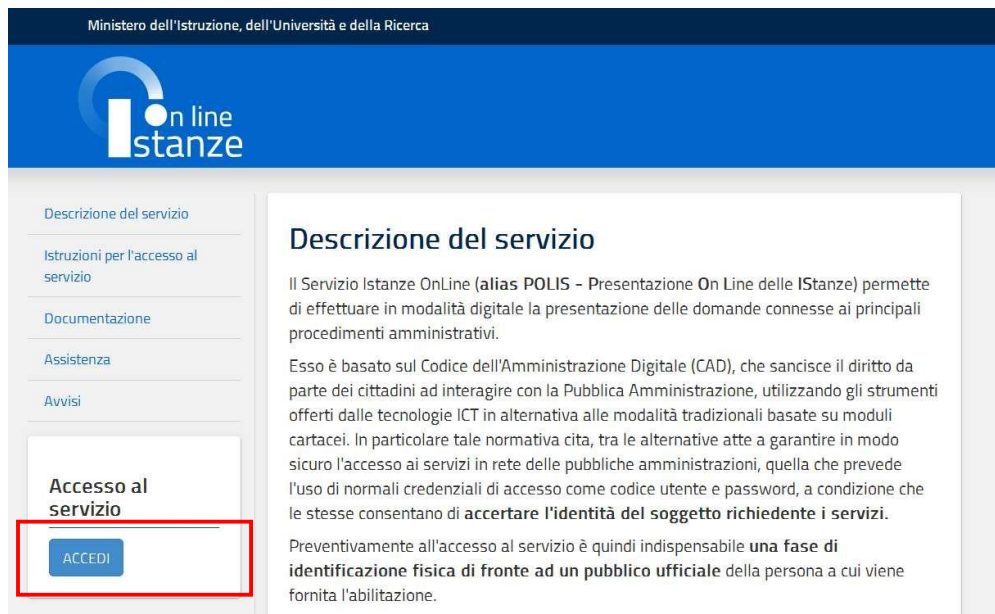 Ministero dell'Istruzione, dell'Università e della Ricerca
On line
Istanze
Descrizione del servizio
Istruzioni per l'accesso al
servizio
Documentazione
Assistenza
Avvisi
Accesso al
servizio
ACCEDI
Descrizione del servizio
Il Servizio Istanze OnLine (alias POLIS - Presentazione On Line delle IStanze) permette
di effettuare in modalità digitale la presentazione delle domande connesse ai principali
procedimenti amministrativi.
Esso è basato sul Codice dell'Amministrazione Digitale (CAD), che sancisce il diritto da
parte dei cittadini ad interagire con la Pubblica Amministrazione, utilizzando gli strumenti
offerti dalle tecnologie ICT in alternativa alle modalità tradizionali basate su moduli
cartacei. In particolare tale normativa cita, tra le alternative atte a garantire in modo
sicuro l'accesso ai servizi in rete delle pubbliche amministrazioni, quella che prevede
l'uso di normali credenziali di accesso come codice utente e password, a condizione che
le stesse consentano di accertare l'identità del soggetto richiedente i servizi.
Preventivamente all'accesso al servizio è quindi indispensabile una fase di
identificazione fisica di fronte ad un pubblico ufficiale della persona a cui viene
fornita l'abilitazione.